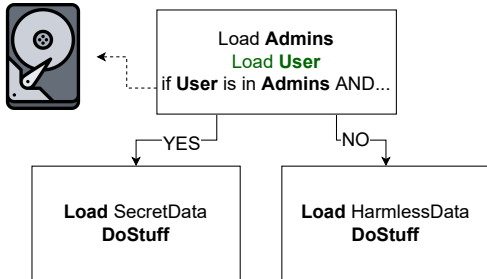 Load Admins
Load User
if User is in Admins AND...
YES
NO
Load SecretData
DoStuff
Load HarmlessData
DoStuff